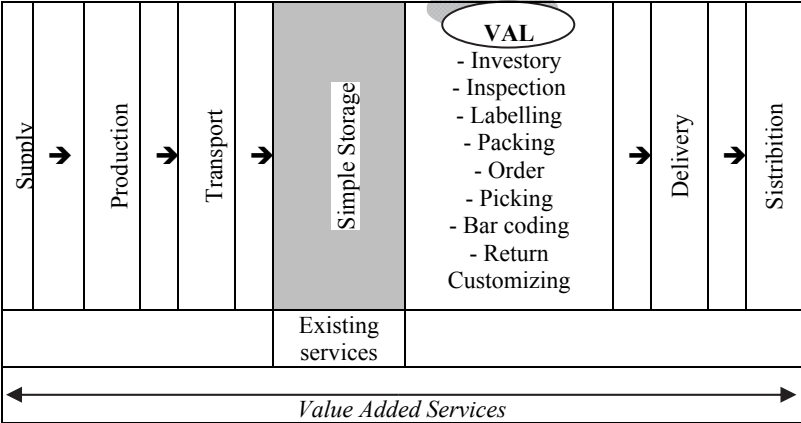 Supply
➔
Production
➔
Transport
➔
Simple Storage
VAL
- Investory
- Inspection
- Labelling
- Packing
- Order
- Picking
- Bar coding
- Return
Customizing
➔
Delivery
➔
Sistribition
Existing
services
Value Added Services